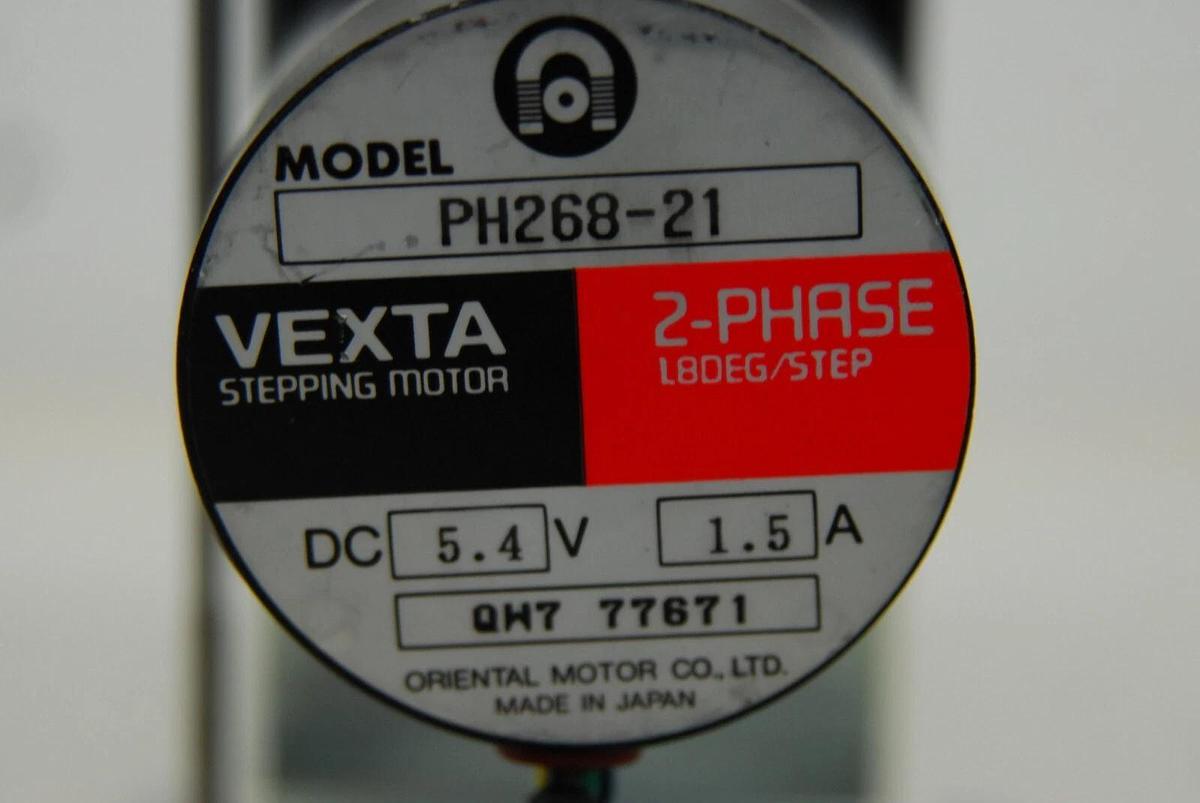 MODEL
PH268-21
VEXTA
STEPPING MOTOR
2-PHASE
1.8DEG/STEP
DC 5.4 V 1.5 A
QW7 77671
ORIENTAL MOTOR CO., LTD.
MADE IN JAPAN